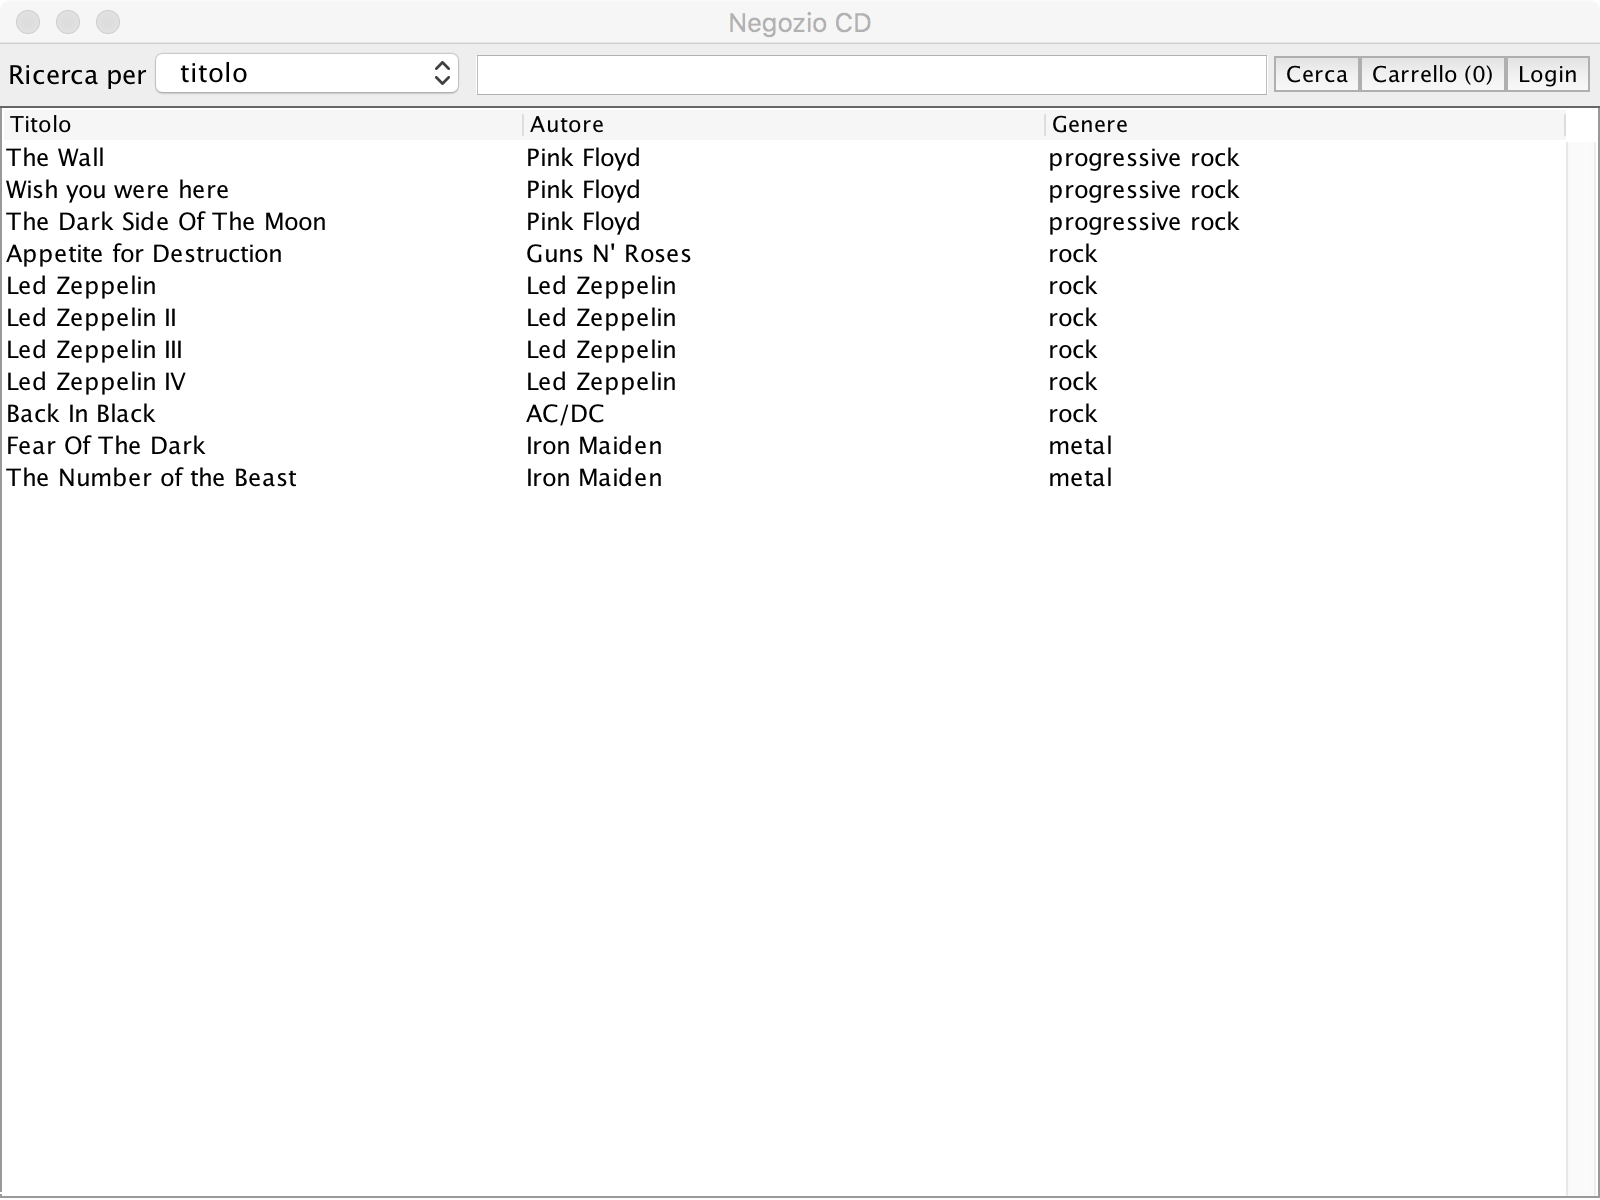 Negozio CD
Ricerca per titolo Cerca Carrello (0) Login
Titolo Autore Genere
The Wall Pink Floyd progressive rock
Wish you were here Pink Floyd progressive rock
The Dark Side Of The Moon Pink Floyd progressive rock
Appetite for Destruction Guns N' Roses rock
Led Zeppelin Led Zeppelin rock
Led Zeppelin II Led Zeppelin rock
Led Zeppelin III Led Zeppelin rock
Led Zeppelin IV Led Zeppelin rock
Back In Black AC/DC rock
Fear Of The Dark Iron Maiden metal
The Number of the Beast Iron Maiden metal